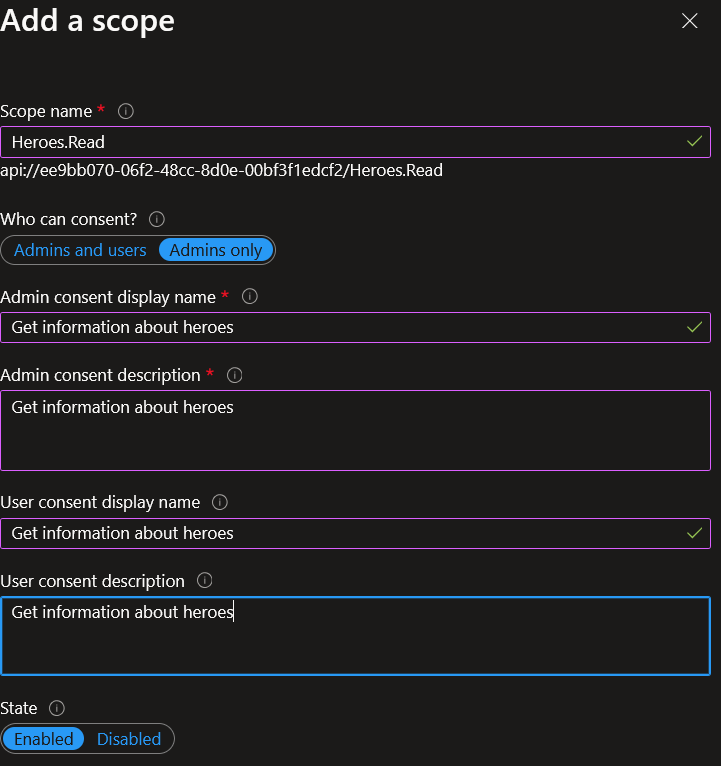 Add a scope
Scope name *
Heroes.Read
api://ee9bb070-06f2-48cc-8d0e-00bf3f1edcf2/Heroes.Read
Who can consent?
Admins and users Admins only
Admin consent display name *
Get information about heroes
Admin consent description *
Get information about heroes
User consent display name
Get information about heroes
User consent description
Get information about heroes
State
Enabled Disabled